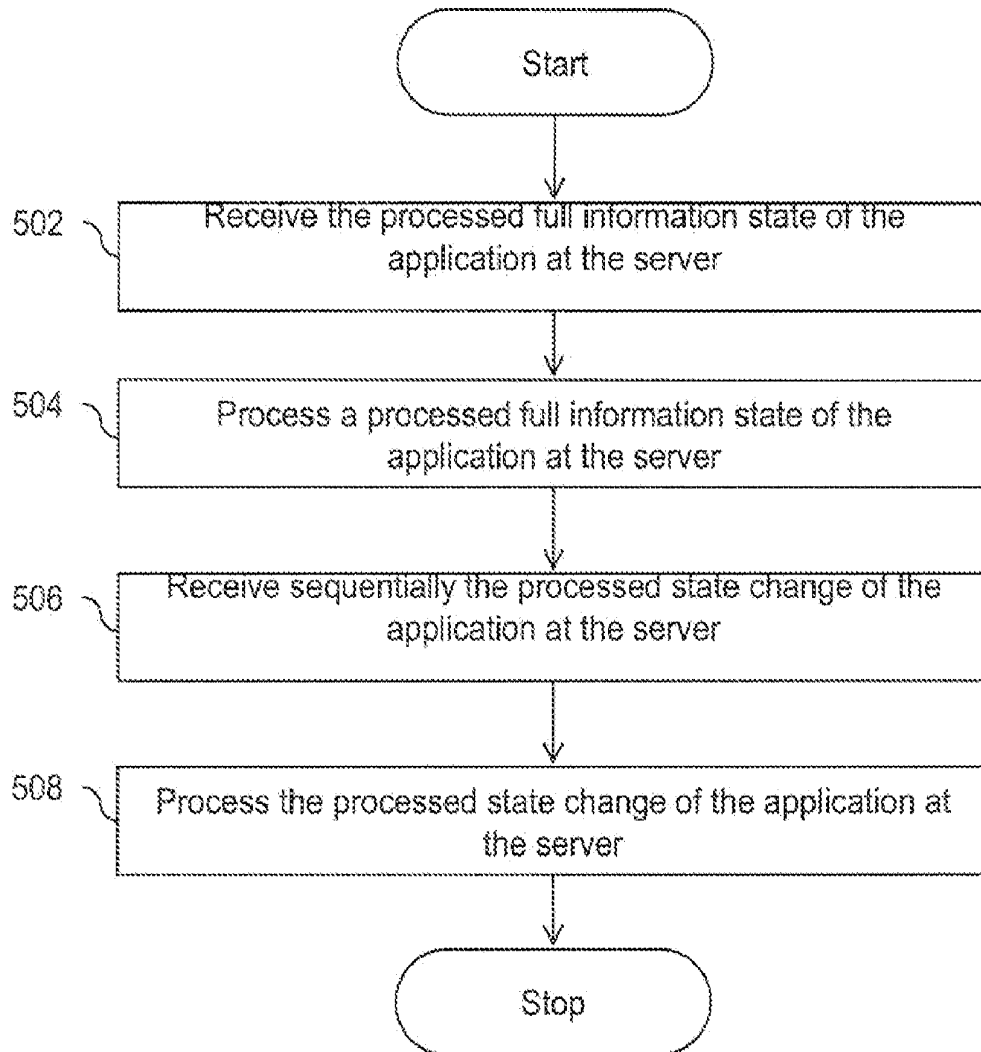 Start
502
Receive the processed full information state of the
application at the server
504
Process a processed full information state of the
application at the server
506
Receive sequentially the processed state change of the
application at the server
508
Process the processed state change of the application at
the server
Stop